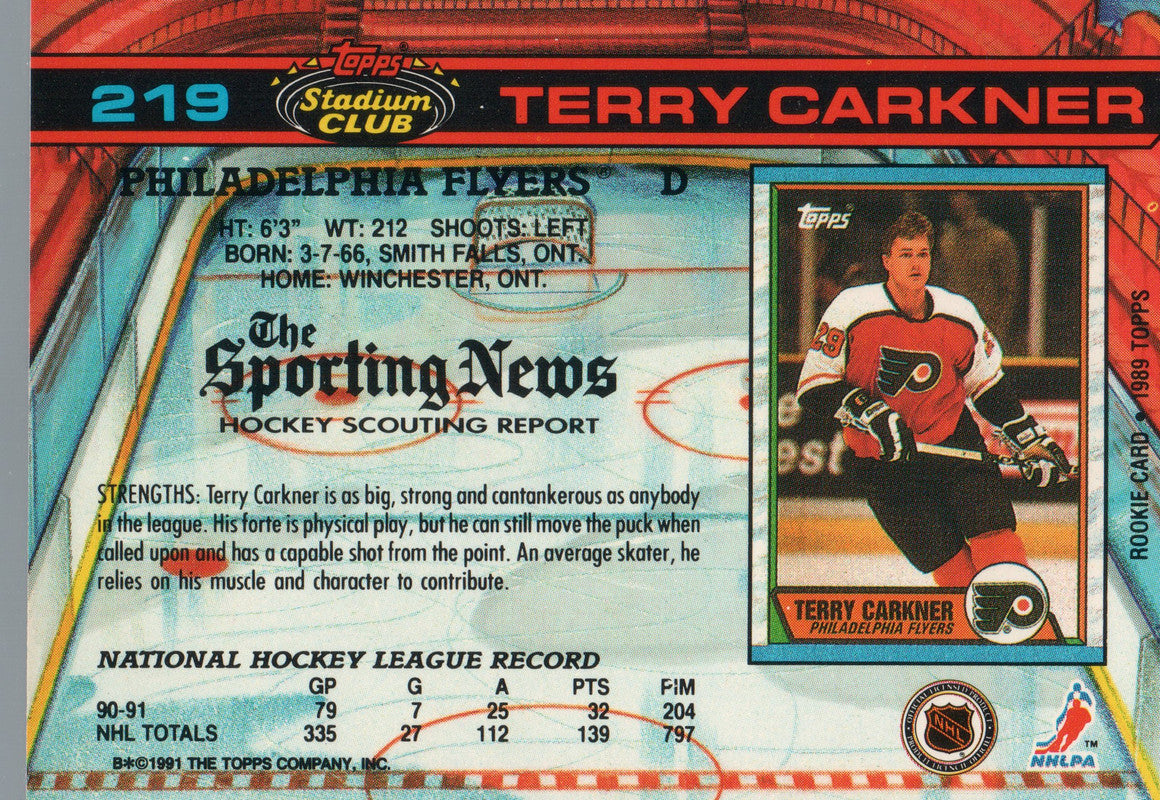 219
Topps®
Stadium
CLUB
TERRY CARKNER
PHILADELPHIA FLYERS® D
HT: 6'3" WT: 212 SHOOTS: LEFT
BORN: 3-7-66, SMITH FALLS, ONT.
HOME: WINCHESTER, ONT.
The
Sporting News
HOCKEY SCOUTING REPORT
STRENGTHS: Terry Carkner is as big, strong and cantankerous as anybody
in the league. His forte is physical play, but he can still move the puck when
called upon and has a capable shot from the point. An average skater, he
relies on his muscle and character to contribute.
NATIONAL HOCKEY LEAGUE RECORD
GP G A PTS PIM
90-91 79 7 25 32 204
NHL TOTALS 335 27 112 139 797
B*©1991 THE TOPPS COMPANY, INC.
TOPPS®
29
est
TERRY CARKNER
PHILADELPHIA FLYERS
ROOKIE CARD • 1989 TOPPS
OFFICIAL LICENSED PRODUCT
NHL
NHLPA
TM